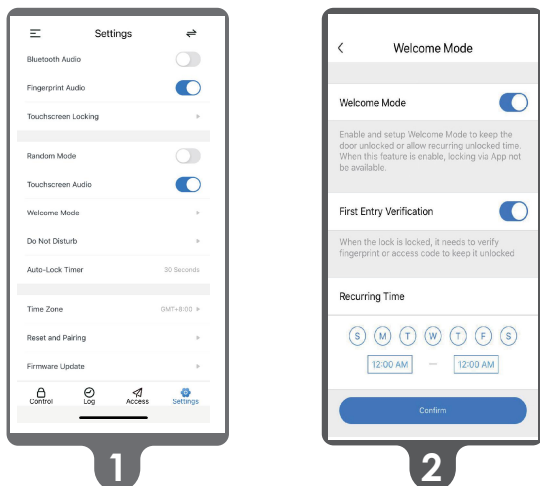 Settings
Bluetooth Audio
Fingerprint Audio
Touchscreen Locking
Random Mode
Touchscreen Audio
Welcome Mode
Do Not Disturb
Auto-Lock Timer 30 Seconds
Time Zone GMT+8:00
Reset and Pairing
Firmware Update
Control Log Access Settings
1
Welcome Mode
Welcome Mode
Enable and setup Welcome Mode to keep the
door unlocked or allow recurring unlocked time.
When this feature is enable, locking via App not
be available.
First Entry Verification
When the lock is locked, it needs to verify
fingerprint or access code to keep it unlocked
Recurring Time
S M T W T F S
12:00 AM — 12:00 AM
Confirm
2